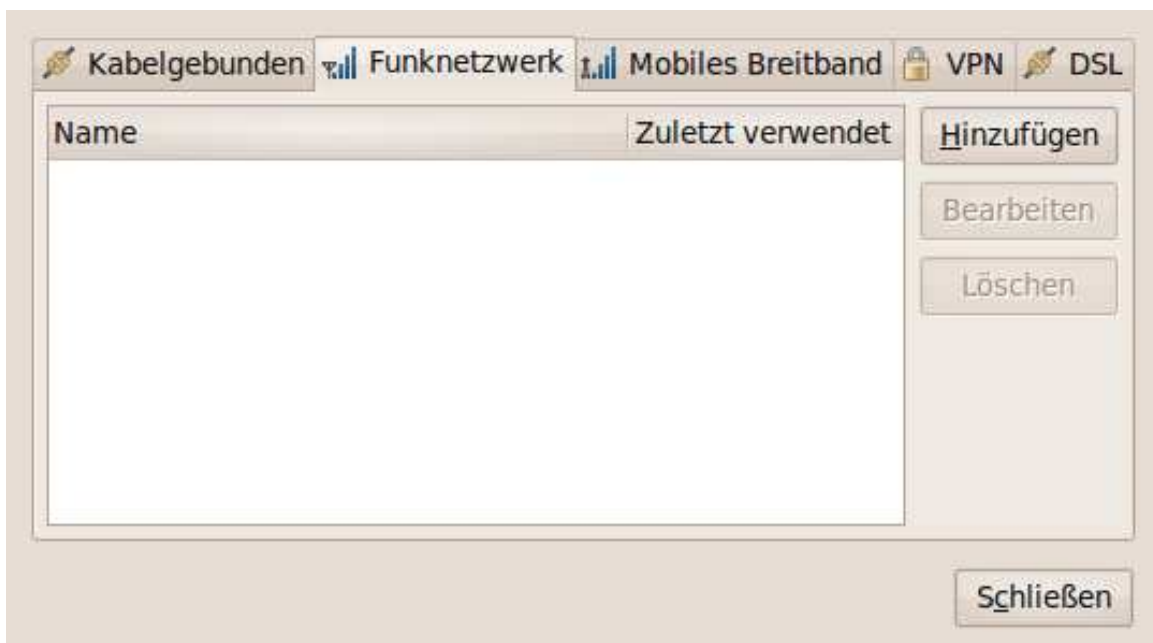 Kabelgebunden Funknetzwerk Mobiles Breitband VPN DSL
Name Zuletzt verwendet
Hinzufügen
Bearbeiten
Löschen
Schließen